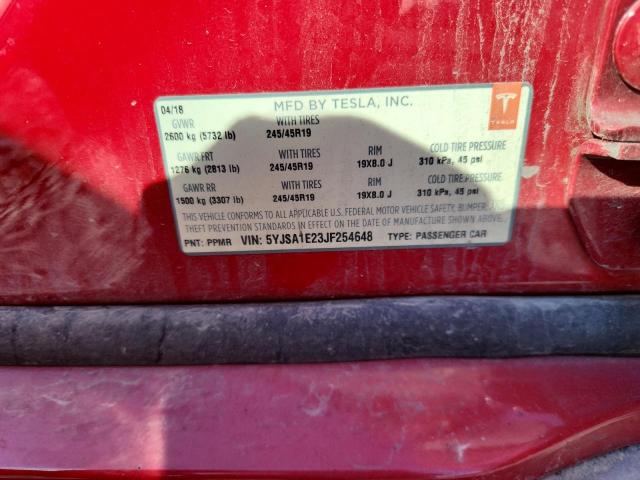 04/18 MFD BY TESLA, INC.
TESLA
GVWR WITH TIRES
2600 kg (5732 lb) 245/45R19
GAWR FRT WITH TIRES RIM COLD TIRE PRESSURE
1276 kg (2813 lb) 245/45R19 19X8.0 J 310 kPa, 45 psi
GAWR RR WITH TIRES RIM COLD TIRE PRESSURE
1500 kg (3307 lb) 245/45R19 19X8.0 J 310 kPa, 45 psi
THIS VEHICLE CONFORMS TO ALL APPLICABLE U.S. FEDERAL MOTOR VEHICLE SAFETY, BUMPER, AND
THEFT PREVENTION STANDARDS IN EFFECT ON THE DATE OF MANUFACTURE SHOWN ABOVE.
PNT: PPMR VIN: 5YJSA1E23JF254648 TYPE: PASSENGER CAR